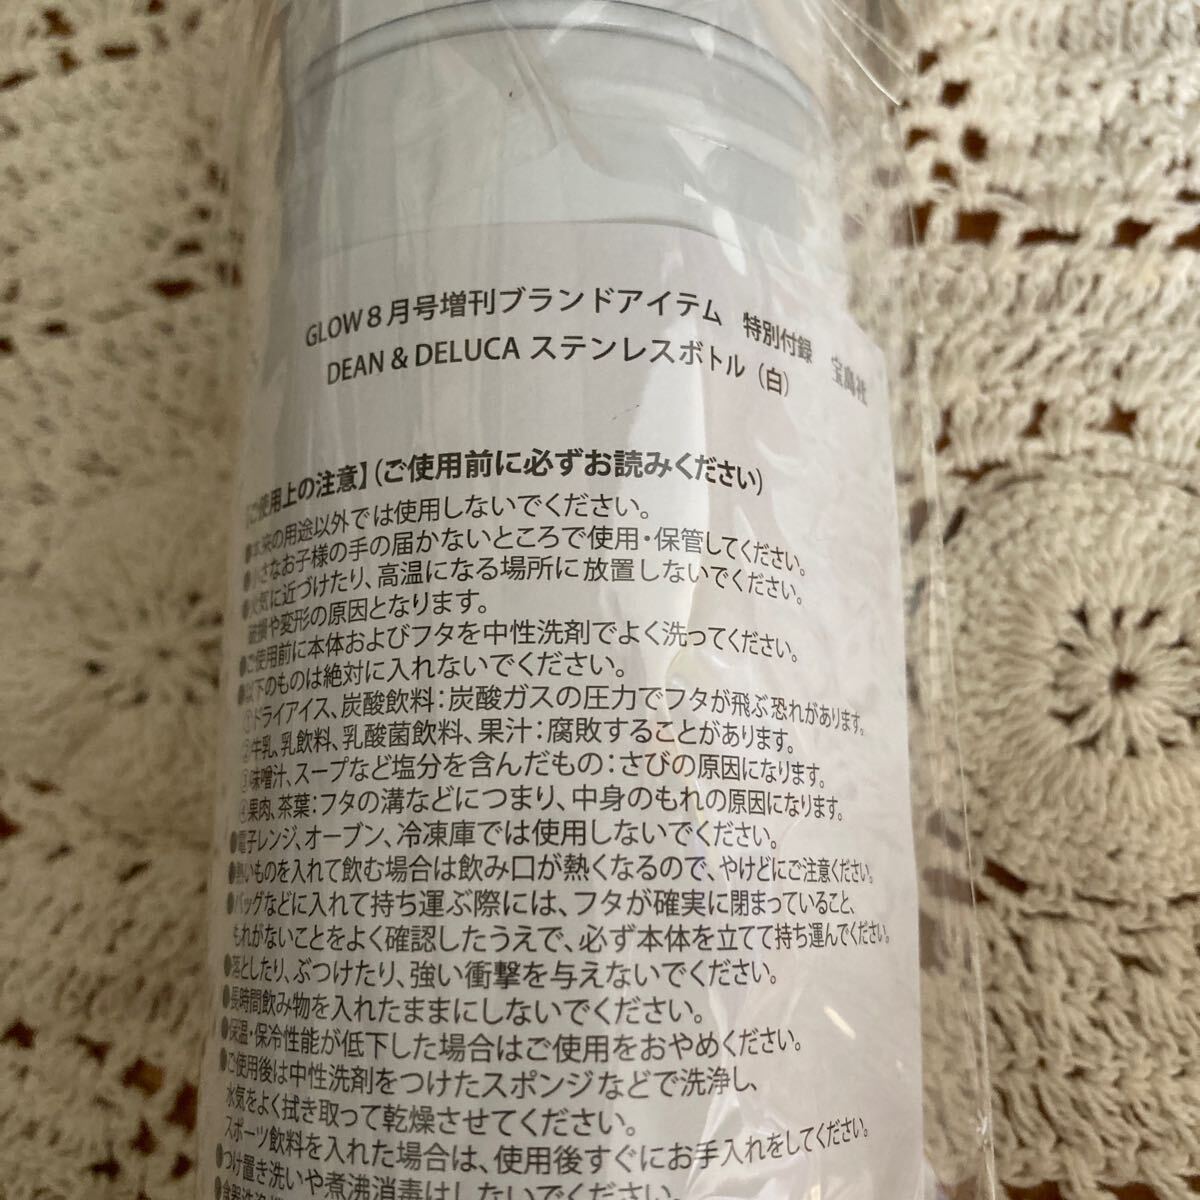 GLOW８月号増刊ブランドアイテム　特別付録　宝島社
DEAN & DELUCA ステンレスボトル（白）
【ご使用上の注意】（ご使用前に必ずお読みください）
●本来の用途以外では使用しないでください。
●小さなお子様の手の届かないところで使用・保管してください。
●火気に近づけたり、高温になる場所に放置しないでください。
破損や変形の原因となります。
●ご使用前に本体およびフタを中性洗剤でよく洗ってください。
●以下のものは絶対に入れないでください。
①ドライアイス、炭酸飲料：炭酸ガスの圧力でフタが飛ぶ恐れがあります。
②牛乳、乳飲料、乳酸菌飲料、果汁：腐敗することがあります。
③味噌汁、スープなど塩分を含んだもの：さびの原因になります。
④果肉、茶葉：フタの溝などにつまり、中身のもれの原因になります。
●電子レンジ、オーブン、冷凍庫では使用しないでください。
●熱いものを入れて飲む場合は飲み口が熱くなるので、やけどにご注意ください。
●バッグなどに入れて持ち運ぶ際には、フタが確実に閉まっていること、
もれがないことをよく確認したうえで、必ず本体を立てて持ち運んでください。
●落としたり、ぶつけたり、強い衝撃を与えないでください。
●長時間飲み物を入れたままにしないでください。
●保温・保冷性能が低下した場合はご使用をおやめください。
●ご使用後は中性洗剤をつけたスポンジなどで洗浄し、
水気をよく拭き取って乾燥させてください。
スポーツ飲料を入れた場合は、使用後すぐにお手入れをしてください。
●つけ置き洗いや煮沸消毒はしないでください。